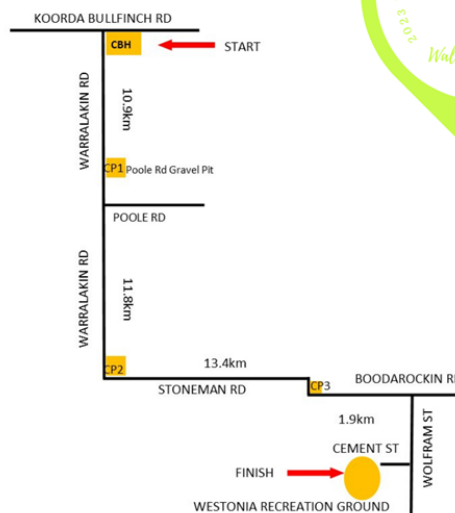 KOORDA BULLFINCH RD
CBH
START
2023
WARRALAKIN RD
10.9km
CP1 Poole Rd Gravel Pit
POOLE RD
WARRALAKIN RD
11.8km
CP2
13.4km
STONEMAN RD
CP3
BOODAROCKIN
1.9km
WOLFRAM ST
CEMENT ST
FINISH
WESTONIA RECREATION GROUND